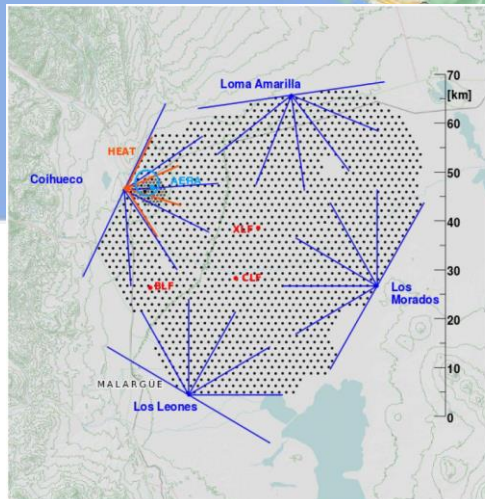 70
[km]
Loma Amarilla
60
HEAT
Coihueco
AERA
50
XLF
40
CLF
BLF
30
Los
Morados
20
MALARGÜE
10
Los Leones
0